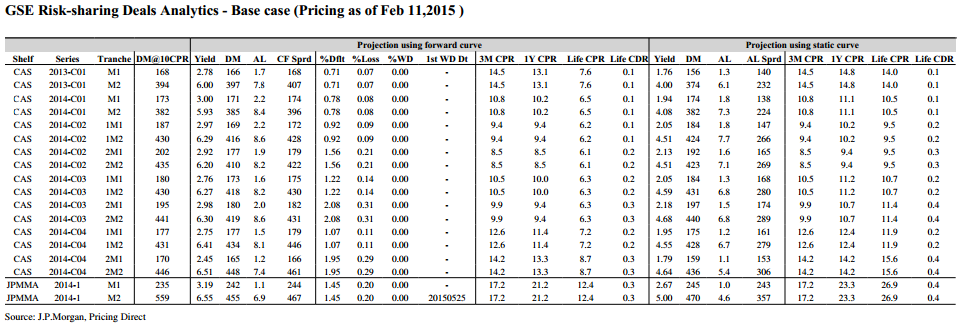 GSE Risk-sharing Deals Analytics - Base case (Pricing as of Feb 11,2015 )
Projection using forward curve Projection using static curve
Shelf Series Tranche DM@10CPR Yield DM AL CF Sprd %Dflt %Loss %WD 1st WD Dt 3M CPR 1Y CPR Life CPR Life CDR Yield DM AL AL Sprd 3M CPR 1Y CPR Life CPR Life CDR
CAS 2013-C01 M1 168 2.78 166 1.7 168 0.71 0.07 0.00 - 14.5 13.1 7.6 0.1 1.76 156 1.3 140 14.5 14.8 14.0 0.1
CAS 2013-C01 M2 394 6.00 397 7.8 407 0.71 0.07 0.00 - 14.5 13.1 7.6 0.1 4.00 374 6.1 232 14.5 14.8 14.0 0.1
CAS 2014-C01 M1 173 3.00 171 2.2 174 0.78 0.08 0.00 - 10.8 10.2 6.5 0.1 1.94 174 1.8 138 10.8 11.1 10.5 0.1
CAS 2014-C01 M2 382 5.93 385 8.4 396 0.78 0.08 0.00 - 10.8 10.2 6.5 0.1 4.08 382 7.3 224 10.8 11.1 10.5 0.1
CAS 2014-C02 1M1 187 2.97 169 2.2 172 0.92 0.09 0.00 - 9.4 9.4 6.2 0.1 2.05 184 1.8 147 9.4 10.2 9.5 0.2
CAS 2014-C02 1M2 430 6.29 416 8.6 428 0.92 0.09 0.00 - 9.4 9.4 6.2 0.1 4.51 424 7.7 266 9.4 10.2 9.5 0.2
CAS 2014-C02 2M1 202 2.92 177 1.9 179 1.56 0.21 0.00 - 8.5 8.5 6.1 0.2 2.13 192 1.6 165 8.5 9.4 9.5 0.3
CAS 2014-C02 2M2 435 6.20 410 8.2 422 1.56 0.21 0.00 - 8.5 8.5 6.1 0.2 4.51 423 7.1 269 8.5 9.4 9.5 0.3
CAS 2014-C03 1M1 180 2.76 173 1.6 175 1.22 0.14 0.00 - 10.5 10.0 6.3 0.2 2.05 184 1.3 168 10.5 11.2 10.7 0.2
CAS 2014-C03 1M2 430 6.27 418 8.2 430 1.22 0.14 0.00 - 10.5 10.0 6.3 0.2 4.59 431 6.8 280 10.5 11.2 10.7 0.2
CAS 2014-C03 2M1 195 2.98 180 2.0 182 2.08 0.31 0.00 - 9.9 9.4 6.3 0.3 2.18 197 1.5 174 9.9 10.7 11.4 0.4
CAS 2014-C03 2M2 441 6.30 419 8.6 431 2.08 0.31 0.00 - 9.9 9.4 6.3 0.3 4.68 440 6.8 289 9.9 10.7 11.4 0.4
CAS 2014-C04 1M1 177 2.75 177 1.5 179 1.07 0.11 0.00 - 12.6 11.4 7.2 0.2 1.95 175 1.2 161 12.6 12.4 11.9 0.2
CAS 2014-C04 1M2 431 6.41 434 8.1 446 1.07 0.11 0.00 - 12.6 11.4 7.2 0.2 4.55 428 6.7 279 12.6 12.4 11.9 0.2
CAS 2014-C04 2M1 170 2.45 165 1.2 166 1.95 0.29 0.00 - 14.2 13.3 8.7 0.3 1.79 159 1.1 153 14.2 14.2 15.6 0.4
CAS 2014-C04 2M2 446 6.51 448 7.4 461 1.95 0.29 0.00 - 14.2 13.3 8.7 0.3 4.64 436 5.4 306 14.2 14.2 15.6 0.4
JPMMA 2014-1 M1 235 3.19 242 1.1 244 1.45 0.20 0.00 - 17.2 21.2 12.4 0.3 2.67 245 1.0 243 17.2 23.3 26.9 0.4
JPMMA 2014-1 M2 559 6.55 455 6.9 467 1.45 0.20 0.00 20150525 17.2 21.2 12.4 0.3 5.00 470 4.6 357 17.2 23.3 26.9 0.4
Source: J.P.Morgan, Pricing Direct